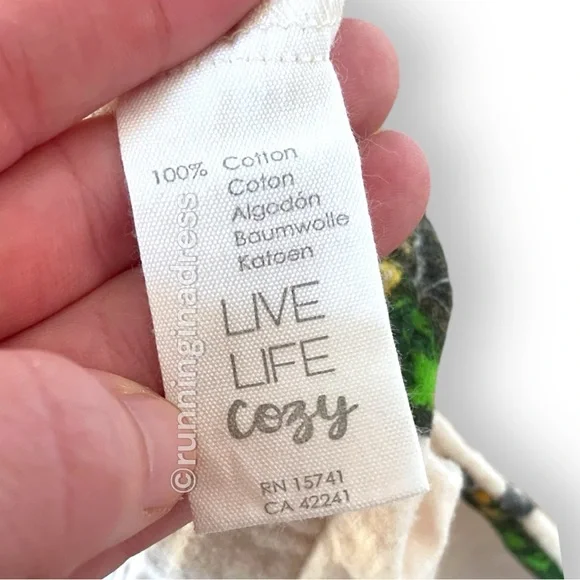 100% Cotton
Coton
Algodón
Baumwolle
Katoen
LIVE
LIFE
cozy
RN 15741
CA 42241
©runninginadress